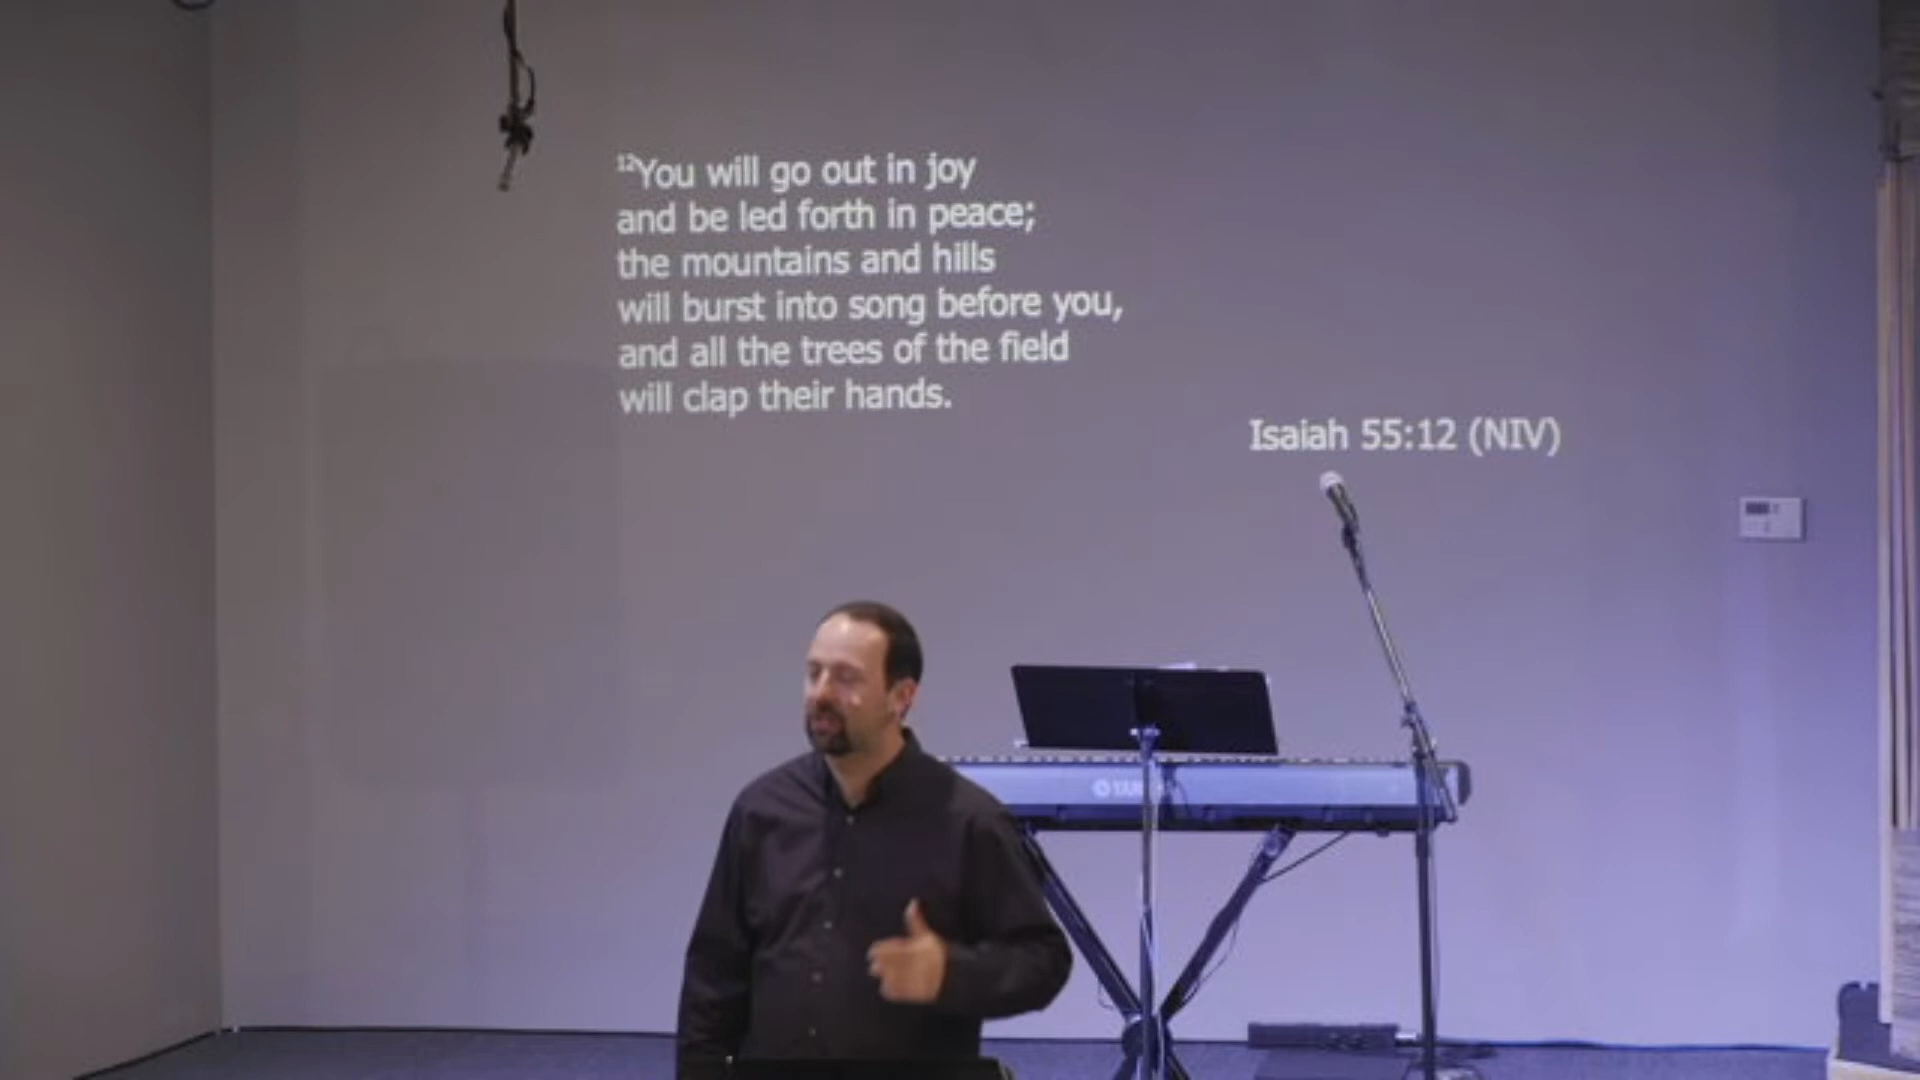 ¹²You will go out in joy
and be led forth in peace;
the mountains and hills
will burst into song before you,
and all the trees of the field
will clap their hands.
Isaiah 55:12 (NIV)